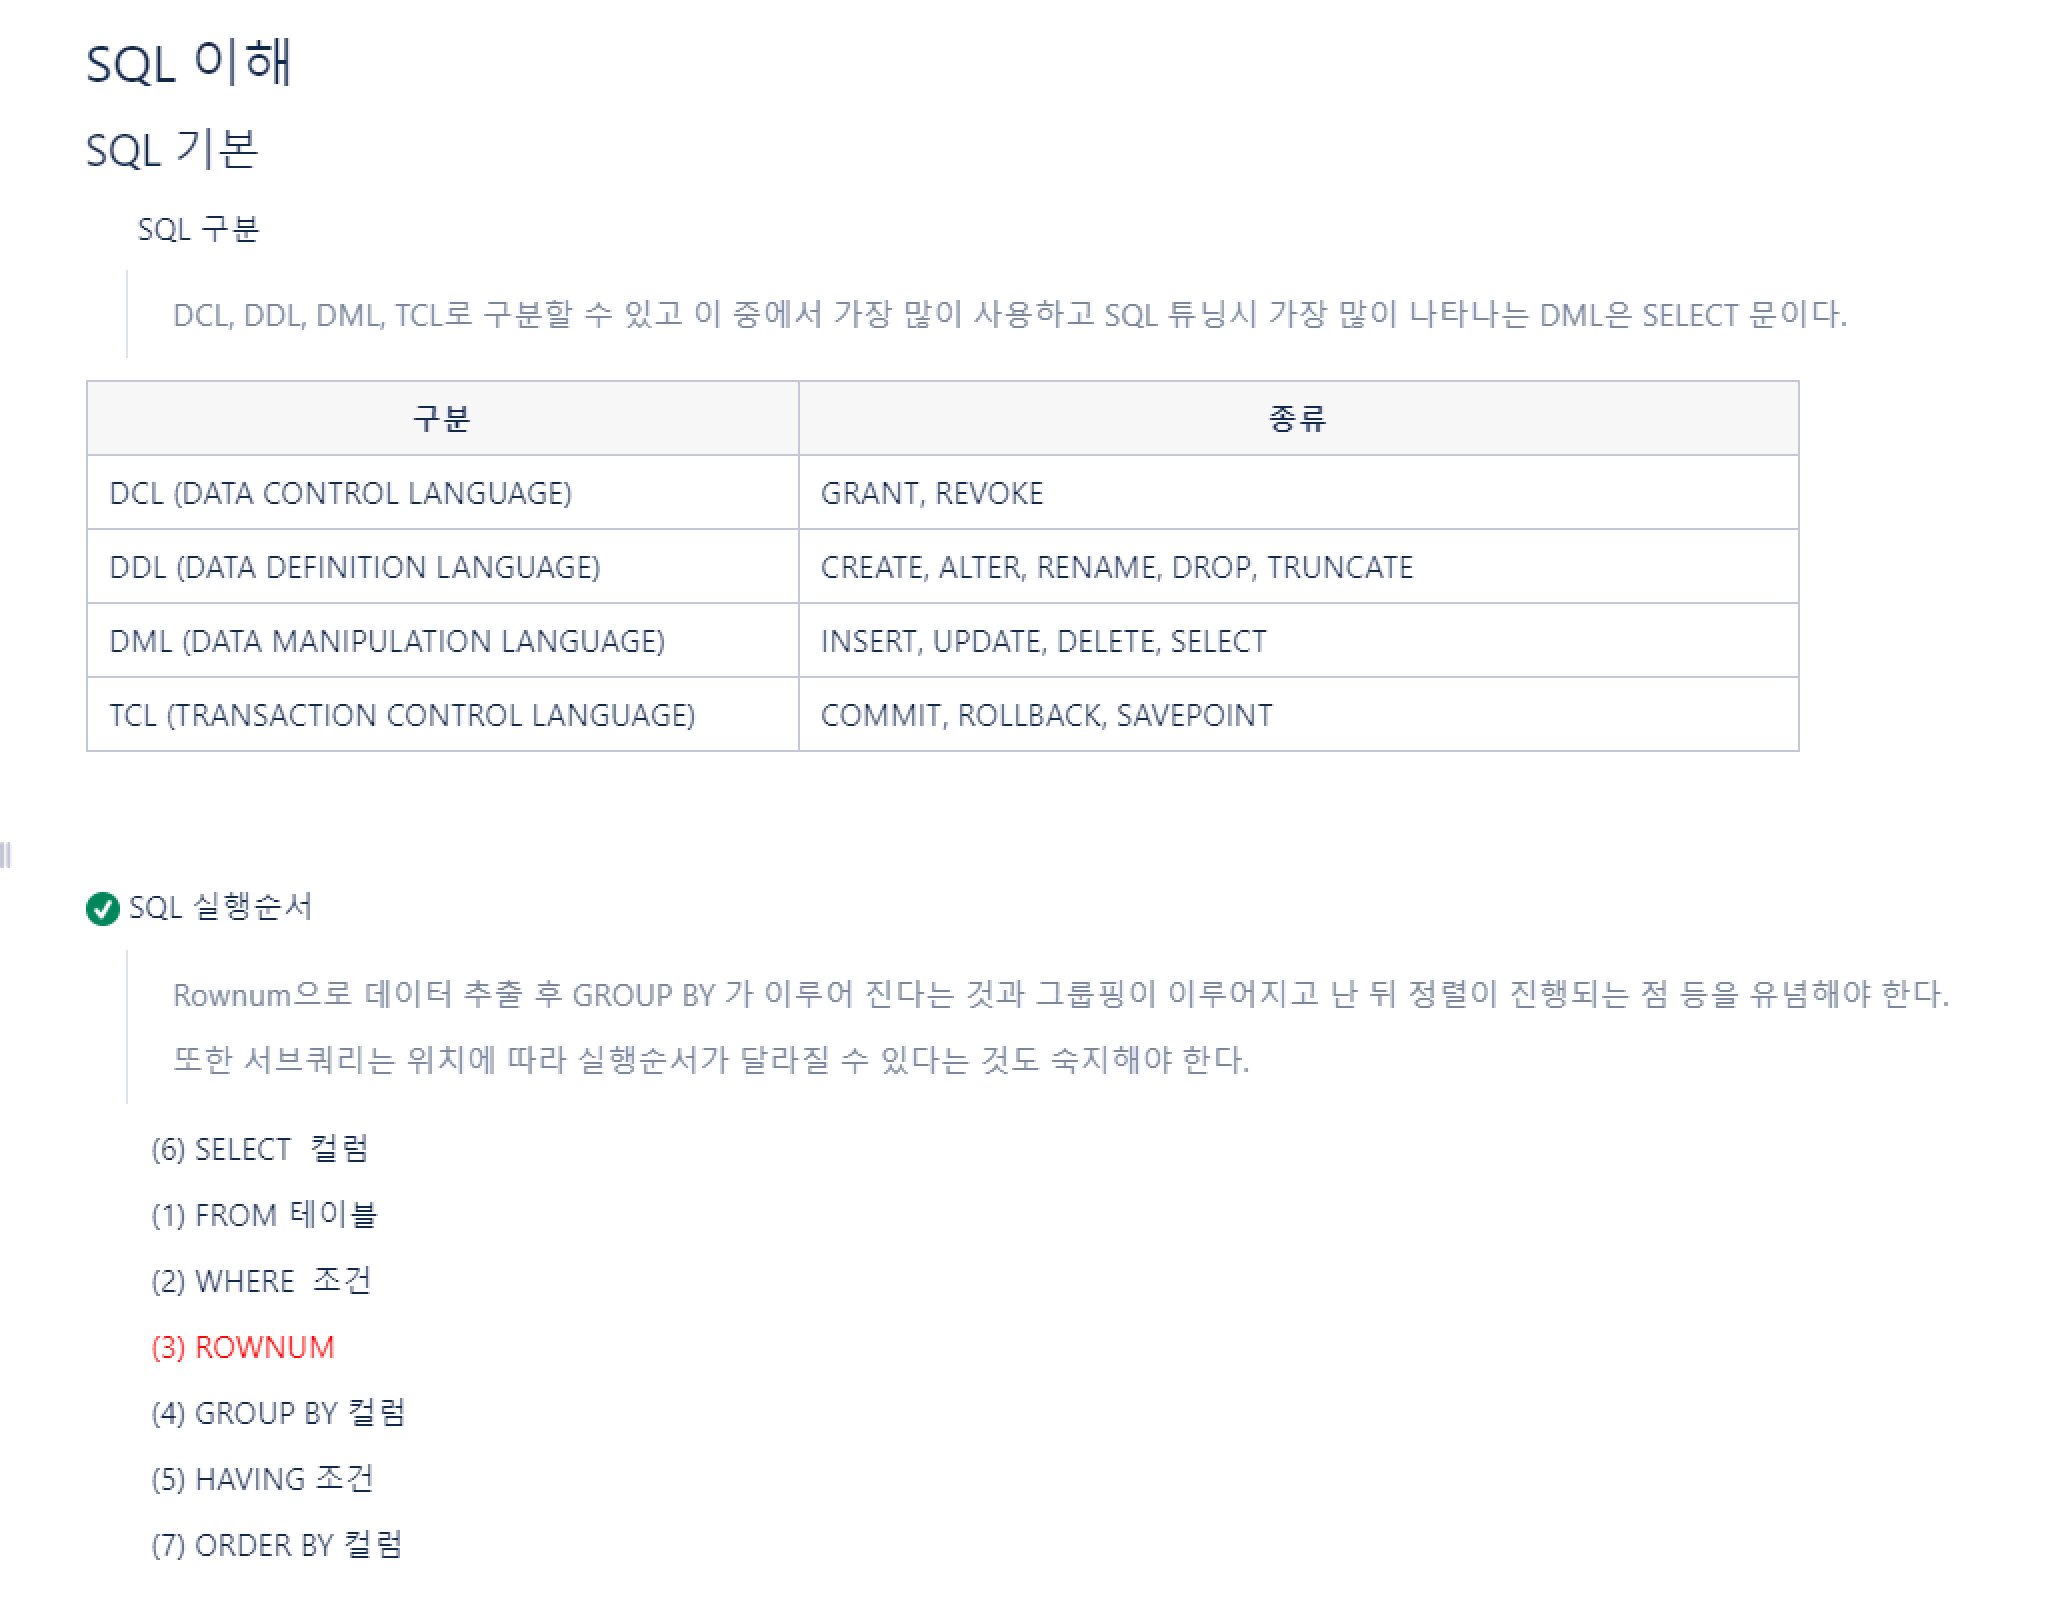 SQL 이해
SQL 기본
SQL 구분
DCL, DDL, DML, TCL로 구분할 수 있고 이 중에서 가장 많이 사용하고 SQL 튜닝시 가장 많이 나타나는 DML은 SELECT 문이다.
구분 종류
DCL (DATA CONTROL LANGUAGE) GRANT, REVOKE
DDL (DATA DEFINITION LANGUAGE) CREATE, ALTER, RENAME, DROP, TRUNCATE
DML (DATA MANIPULATION LANGUAGE) INSERT, UPDATE, DELETE, SELECT
TCL (TRANSACTION CONTROL LANGUAGE) COMMIT, ROLLBACK, SAVEPOINT
SQL 실행순서
Rownum으로 데이터 추출 후 GROUP BY 가 이루어 진다는 것과 그룹핑이 이루어지고 난 뒤 정렬이 진행되는 점 등을 유념해야 한다.
또한 서브쿼리는 위치에 따라 실행순서가 달라질 수 있다는 것도 숙지해야 한다.
(6) SELECT 컬럼
(1) FROM 테이블
(2) WHERE 조건
(3) ROWNUM
(4) GROUP BY 컬럼
(5) HAVING 조건
(7) ORDER BY 컬럼